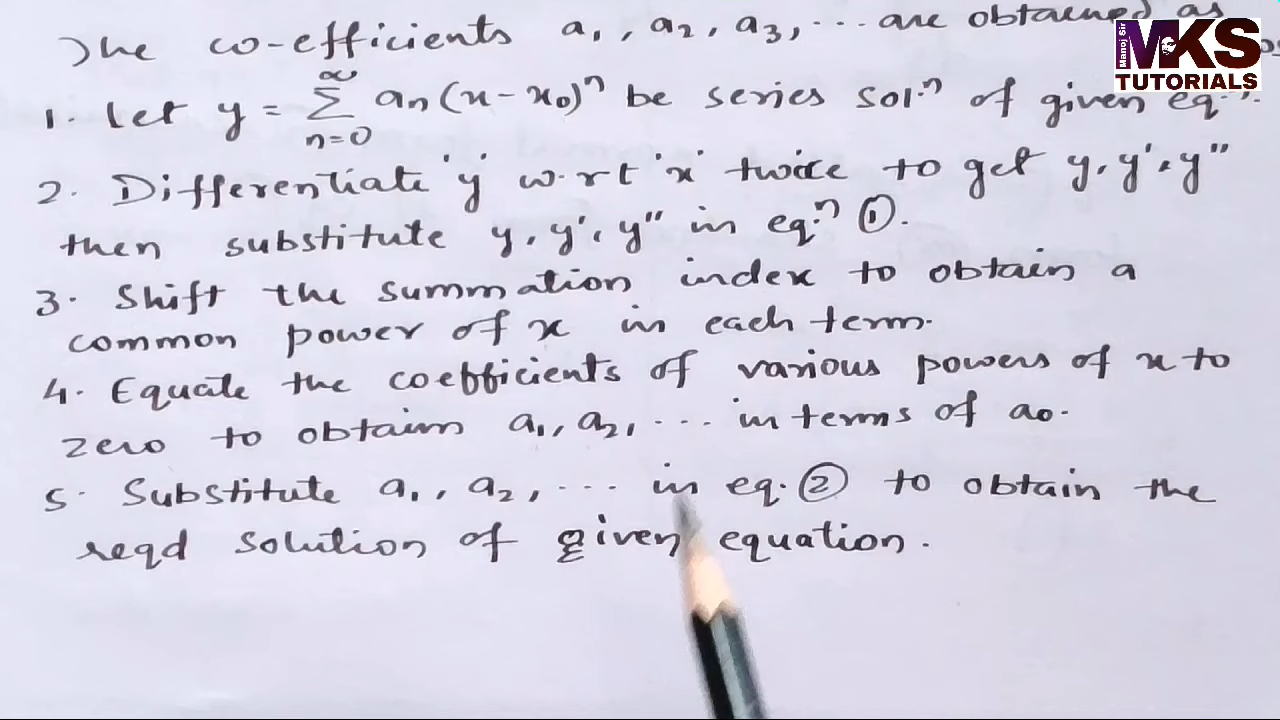 The co-efficients a₁, a₂, a₃, ... are obtained as
1. Let y = ∞∑n=0 aₙ(x-x₀)ⁿ be series sol.ⁿ of given eq.ⁿ.
2. Differentiate 'y' w.r.t 'x' twice to get y, y', y''
then substitute y, y', y'' in eq.ⁿ ①.
3. Shift the summation index to obtain a
common power of x in each term.
4. Equate the coefficients of various powers of x to
zero to obtain a₁, a₂, ... in terms of a₀.
5. Substitute a₁, a₂, ... in eq. ② to obtain the
reqd solution of given equation.
Manoj Sir
MKS
TUTORIALS